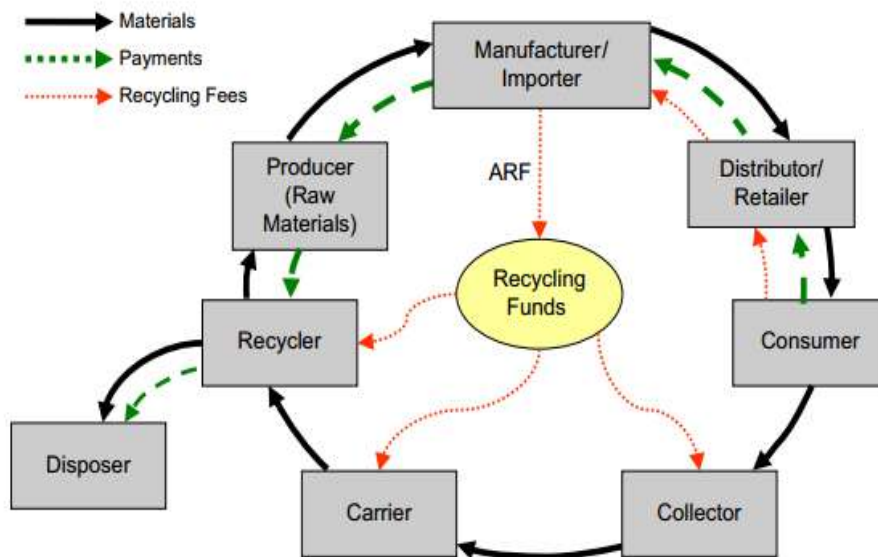 Materials
Payments
Recycling Fees
Manufacturer/
Importer
Producer
(Raw
Materials)
ARF
Distributor/
Retailer
Recycling
Funds
Recycler
Consumer
Disposer
Carrier
Collector